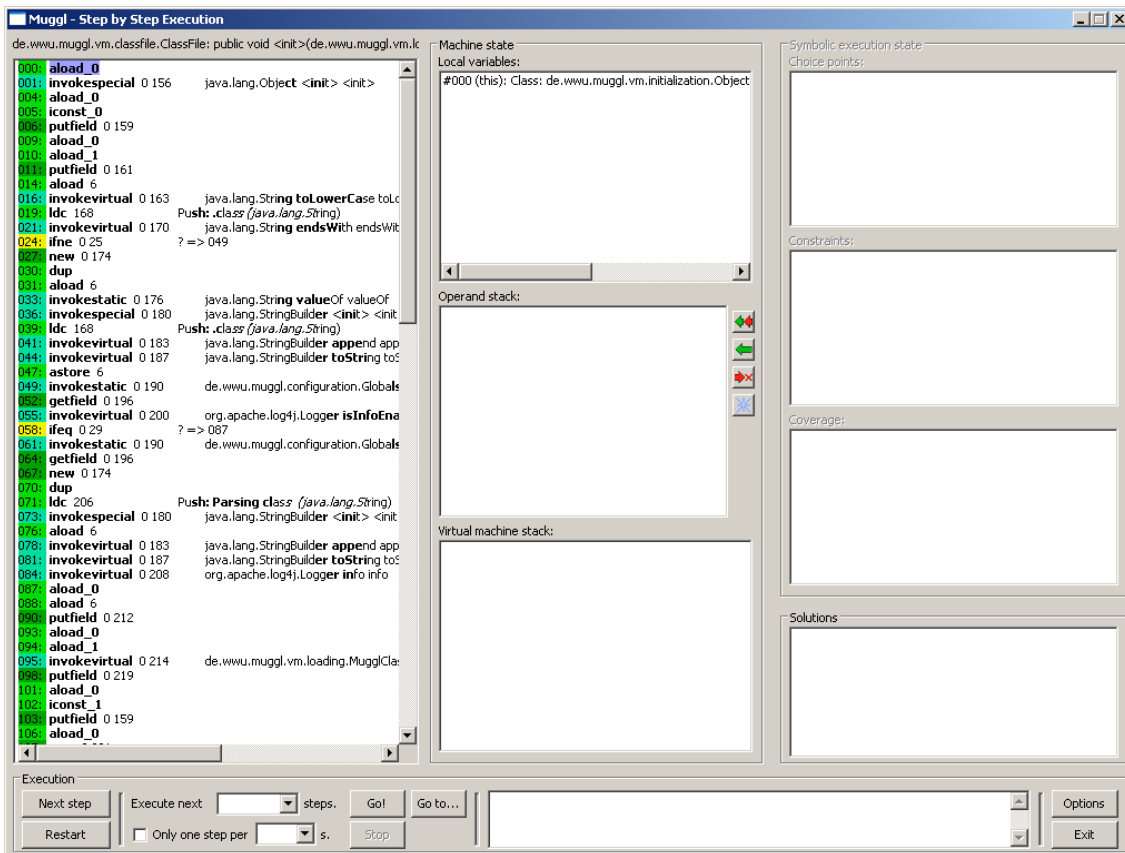 Muggl - Step by Step Execution
de.wwu.muggl.vm.classfile.ClassFile: public void <init>(de.wwu.muggl.vm.lc
000: aload_0
001: invokespecial 0 156 java.lang.Object <init> <init>
004: aload_0
005: iconst_0
006: putfield 0 159
009: aload_0
010: aload_1
011: putfield 0 161
014: aload 6
016: invokevirtual 0 163 java.lang.String toLowerCase toLo
019: ldc 168 Push: .class (java.lang.String)
021: invokevirtual 0 170 java.lang.String endsWith endsWit
024: ifne 0 25 ? => 049
027: new 0 174
030: dup
031: aload 6
033: invokestatic 0 176 java.lang.String valueOf valueOf
036: invokespecial 0 180 java.lang.StringBuilder <init> <init
039: ldc 168 Push: .class (java.lang.String)
041: invokevirtual 0 183 java.lang.StringBuilder append app
044: invokevirtual 0 187 java.lang.StringBuilder toString toS
047: astore 6
049: invokestatic 0 190 de.wwu.muggl.configuration.Globals
052: getfield 0 196
055: invokevirtual 0 200 org.apache.log4j.Logger isInfoEna
058: ifeq 0 29 ? => 087
061: invokestatic 0 190 de.wwu.muggl.configuration.Globals
064: getfield 0 196
067: new 0 174
070: dup
071: ldc 206 Push: Parsing class (java.lang.String)
073: invokespecial 0 180 java.lang.StringBuilder <init> <init
076: aload 6
078: invokevirtual 0 183 java.lang.StringBuilder append app
081: invokevirtual 0 187 java.lang.StringBuilder toString toS
084: invokevirtual 0 208 org.apache.log4j.Logger info info
087: aload_0
088: aload 6
090: putfield 0 212
093: aload_0
094: aload_1
095: invokevirtual 0 214 de.wwu.muggl.vm.loading.MugglCla
098: putfield 0 219
101: aload_0
102: iconst_1
103: putfield 0 159
106: aload_0
Machine state
Local variables:
#000 (this): Class: de.wwu.muggl.vm.initialization.Object
Operand stack:
Virtual machine stack:
Symbolic execution state
Choice points:
Constraints:
Coverage:
Solutions
Execution
Next step
Restart
Execute next steps. Go! Go to...
Only one step per s. Stop
Options
Exit